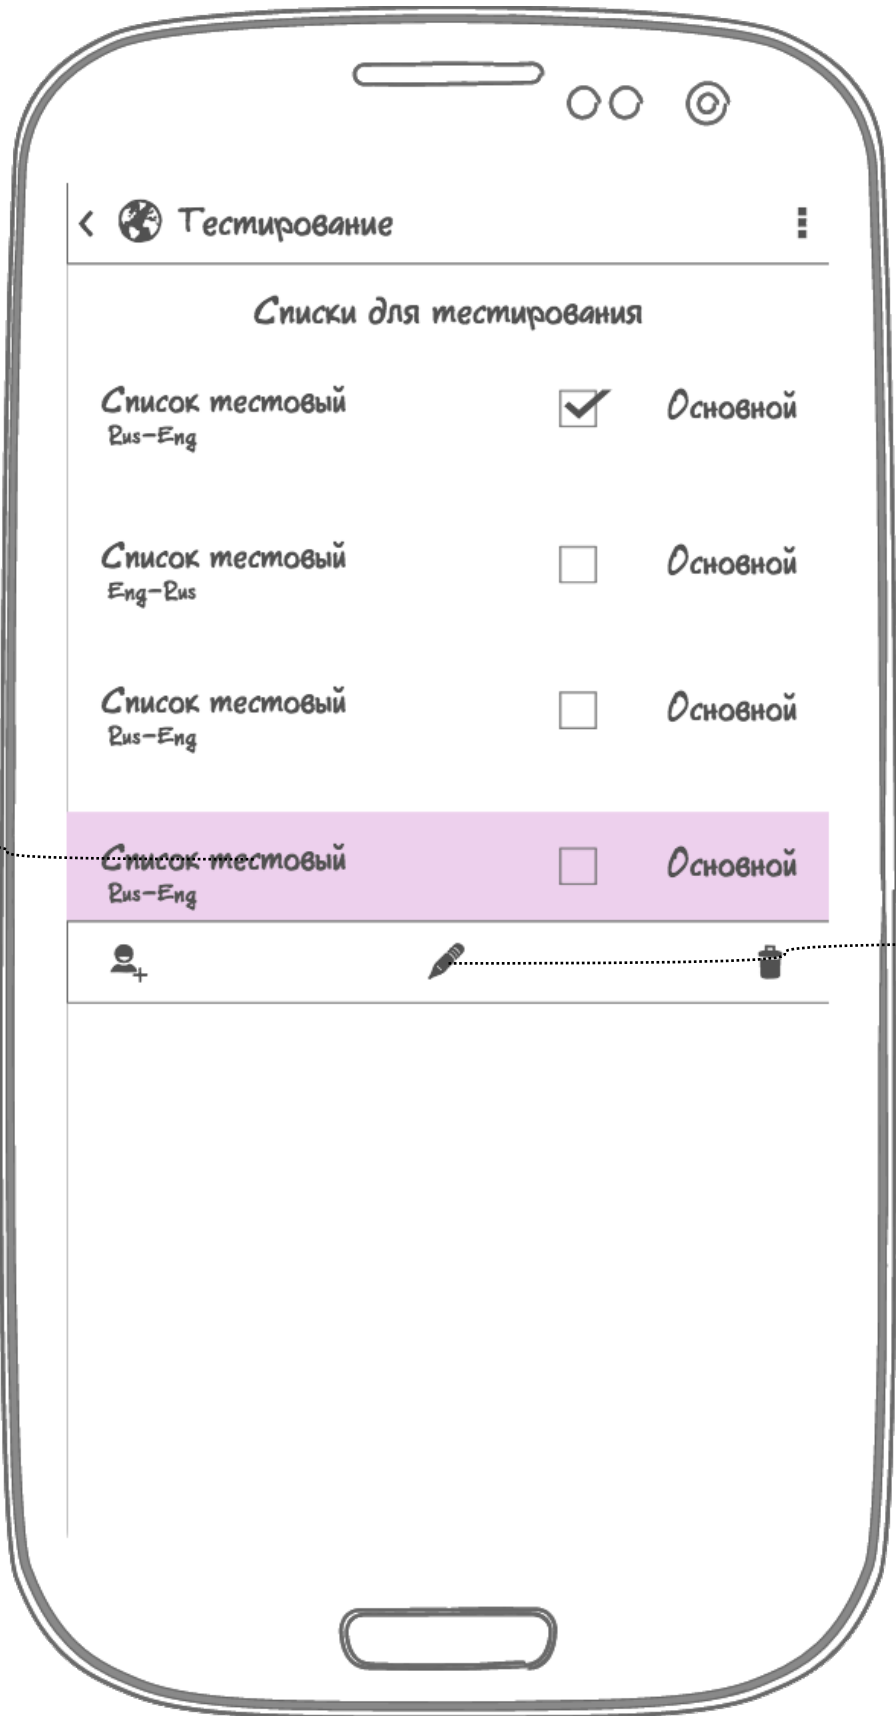 Тестирование
Списки для тестирования
Список тестовый
Основной
Rus-Eng
Список тестовый
Основной
Eng-Rus
Список тестовый
Основной
Rus-Eng
Список тестовый
Основной
Rus-Eng